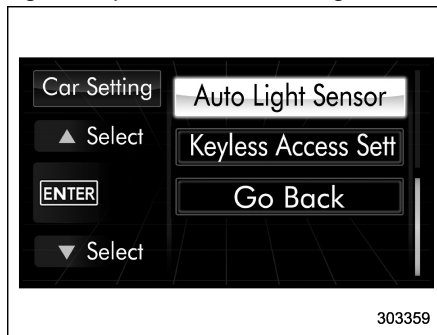 Car Setting
Auto Light Sensor
▲ Select
Keyless Access Sett
ENTER
Go Back
▼ Select
303359